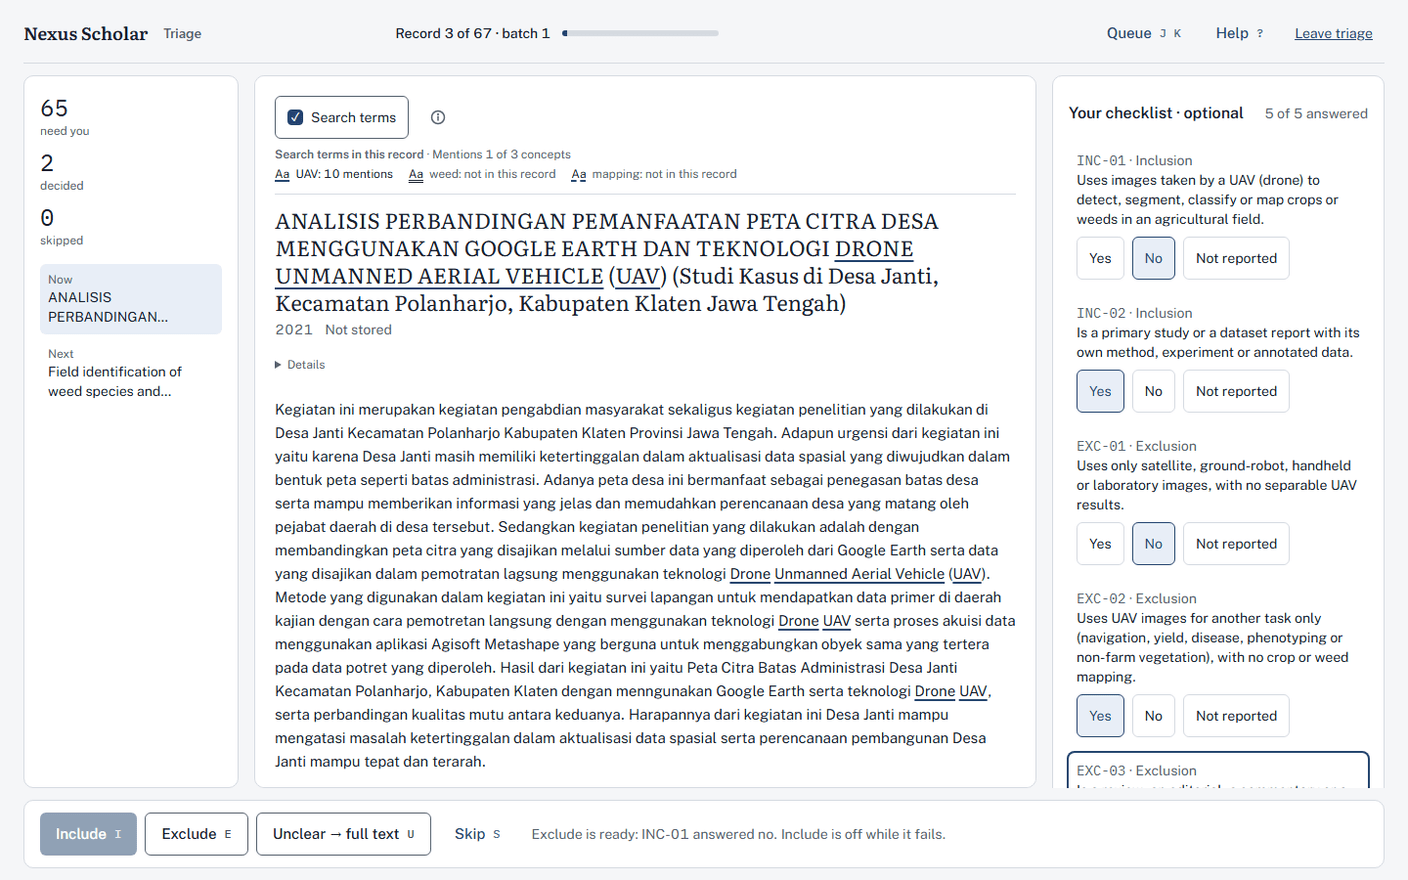 Nexus Scholar Triage
Record 3 of 67 · batch 1
Queue J K Help ? Leave triage
65
need you
2
decided
0
skipped
Now
ANALISIS
PERBANDINGAN...
Next
Field identification of
weed species and...
Search terms
Search terms in this record · Mentions 1 of 3 concepts
Aa UAV: 10 mentions Aa weed: not in this record Aa mapping: not in this record
ANALISIS PERBANDINGAN PEMANFAATAN PETA CITRA DESA
MENGGUNAKAN GOOGLE EARTH DAN TEKNOLOGI DRONE
UNMANNED AERIAL VEHICLE (UAV) (Studi Kasus di Desa Janti,
Kecamatan Polanharjo, Kabupaten Klaten Jawa Tengah)
2021 Not stored
Details
Kegiatan ini merupakan kegiatan pengabdian masyarakat sekaligus kegiatan penelitian yang dilakukan di
Desa Janti Kecamatan Polanharjo Kabupaten Klaten Provinsi Jawa Tengah. Adapun urgensi dari kegiatan ini
yaitu karena Desa Janti masih memiliki ketertinggalan dalam aktualisasi data spasial yang diwujudkan dalam
bentuk peta seperti batas administrasi. Adanya peta desa ini bermanfaat sebagai penegasan batas desa
serta mampu memberikan informasi yang jelas dan memudahkan perencanaan desa yang matang oleh
pejabat daerah di desa tersebut. Sedangkan kegiatan penelitian yang dilakukan adalah dengan
membandingkan peta citra yang disajikan melalui sumber data yang diperoleh dari Google Earth serta data
yang disajikan dalam pemotratan lagsung menggunakan teknologi Drone Unmanned Aerial Vehicle (UAV).
Metode yang digunakan dalam kegiatan ini yaitu survei lapangan untuk mendapatkan data primer di daerah
kajian dengan cara pemotretan langsung dengan menggunakan teknologi Drone UAV serta proses akuisi data
menggunakan aplikasi Agisoft Metashape yang berguna untuk menggabungkan obyek sama yang tertera
pada data potret yang diperoleh. Hasil dari kegiatan ini yaitu Peta Citra Batas Administrasi Desa Janti
Kecamatan Polanharjo, Kabupaten Klaten dengan menngunakan Google Earth serta teknologi Drone UAV,
serta perbandingan kualitas mutu antara keduanya. Harapannya dari kegiatan ini Desa Janti mampu
mengatasi masalah ketertinggalan dalam aktualisasi data spasial serta perencanaan pembangunan Desa
Janti mampu tepat dan terarah.
Your checklist · optional 5 of 5 answered
INC-01 · Inclusion
Uses images taken by a UAV (drone) to
detect, segment, classify or map crops or
weeds in an agricultural field.
Yes No Not reported
INC-02 · Inclusion
Is a primary study or a dataset report with its
own method, experiment or annotated data.
Yes No Not reported
EXC-01 · Exclusion
Uses only satellite, ground-robot, handheld
or laboratory images, with no separable UAV
results.
Yes No Not reported
EXC-02 · Exclusion
Uses UAV images for another task only
(navigation, yield, disease, phenotyping or
non-farm vegetation), with no crop or weed
mapping.
Yes No Not reported
EXC-03 · Exclusion
Include I Exclude E Unclear → full text U Skip S Exclude is ready: INC-01 answered no. Include is off while it fails.